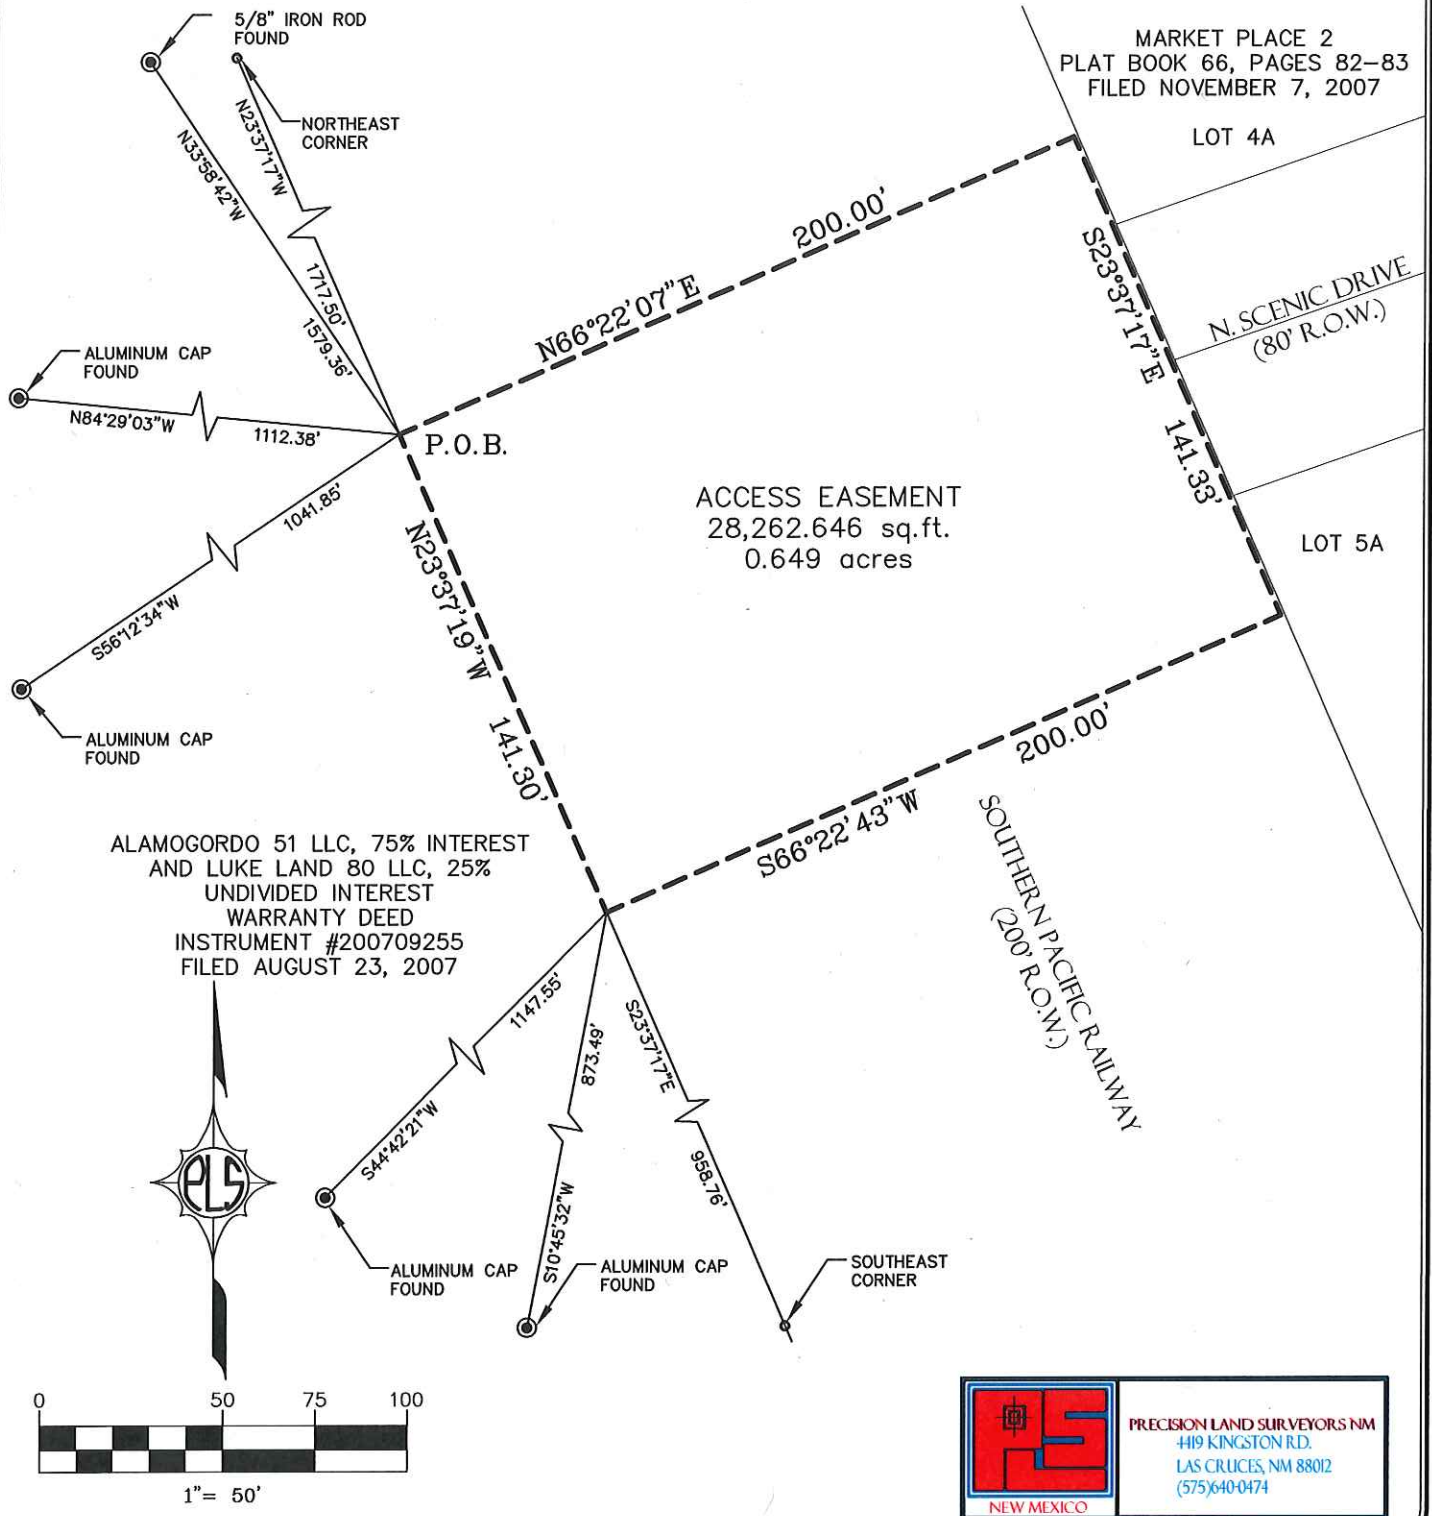 5/8" IRON ROD
FOUND
NORTHEAST
CORNER
N23°37'17"W
1717.50'
N33°58'42"W
1579.36'
MARKET PLACE 2
PLAT BOOK 66, PAGES 82-83
FILED NOVEMBER 7, 2007
LOT 4A
N66°22'07"E
200.00'
S23°37'17"E
141.33'
N. SCENIC DRIVE
(80' R.O.W.)
ALUMINUM CAP
FOUND
N84°29'03"W
1112.38'
P.O.B.
1041.85'
S56°12'34"W
ALUMINUM CAP
FOUND
ACCESS EASEMENT
28,262.646 sq.ft.
0.649 acres
LOT 5A
N23°37'19"W
141.30'
S66°22'43"W
200.00'
SOUTHERN PACIFIC RAILWAY
(200' R.O.W.)
ALAMOGORDO 51 LLC, 75% INTEREST
AND LUKE LAND 80 LLC, 25%
UNDIVIDED INTEREST
WARRANTY DEED
INSTRUMENT #200709255
FILED AUGUST 23, 2007
1147.55'
S44°42'21"W
873.49'
S10°45'32"W
S23°37'17"E
958.76'
PLS
ALUMINUM CAP
FOUND
ALUMINUM CAP
FOUND
SOUTHEAST
CORNER
0 50 75 100
1"= 50'
NEW MEXICO
PRECISION LAND SURVEYORS NM
4419 KINGSTON RD.
LAS CRUCES, NM 88012
(575)640-0474